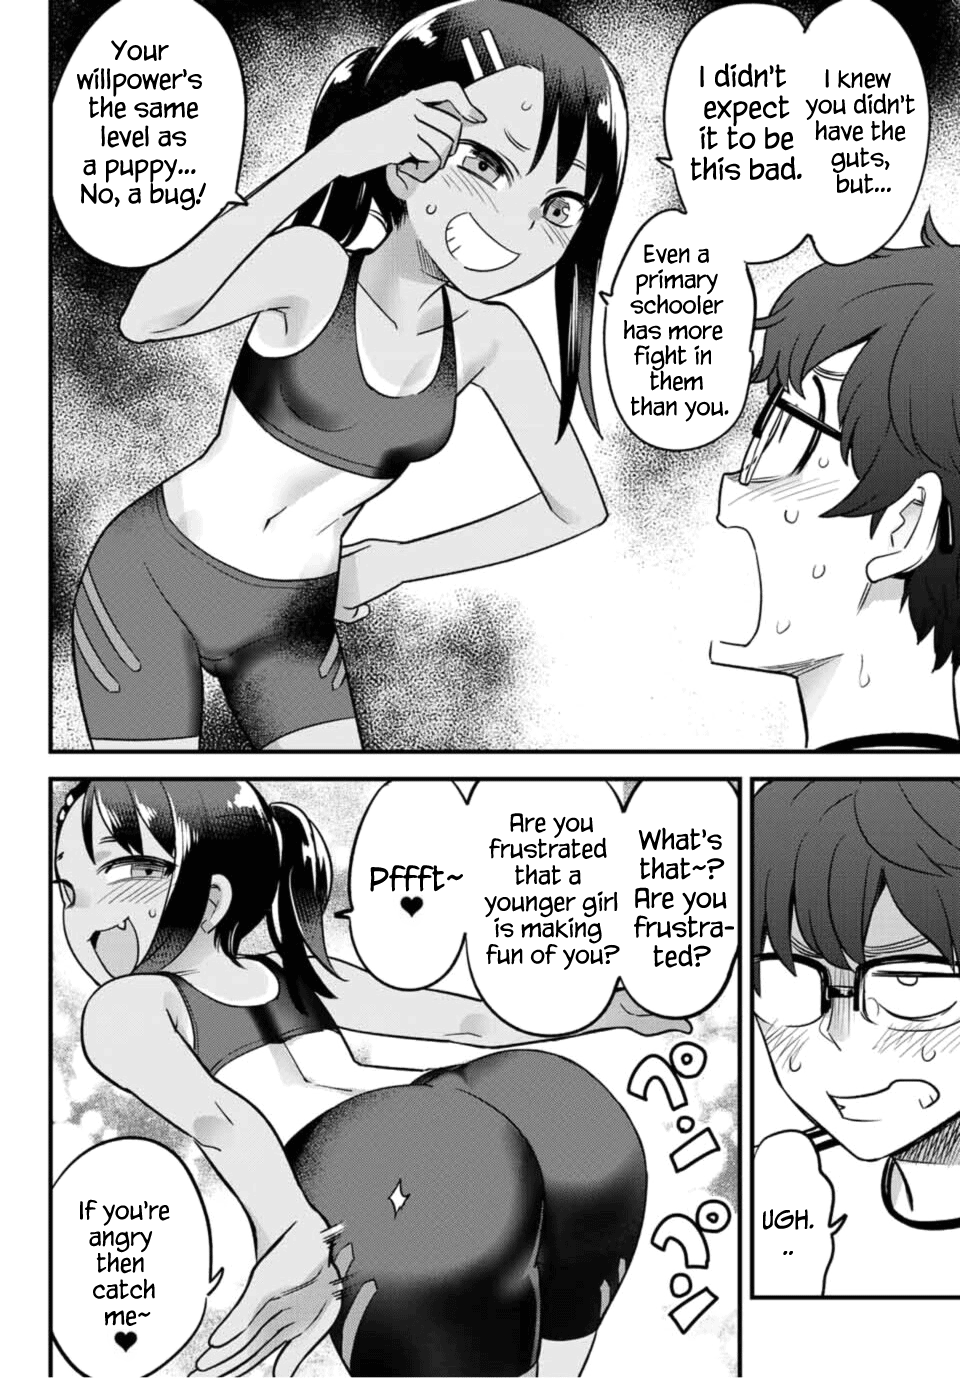 I knew
you didn't
have the
guts,
but...
I didn't
expect
it to be
this bad.
Even a
primary
schooler
has more
fight in
them
than you.
Your
willpower's
the same
level as
a puppy...
No, a bug!
UGH.
..
What's
that~?
Are you
frustra-
ted?
Are you
frustrated
that a
younger girl
is making
fun of you?
Pffft~
♥
If you're
angry
then
catch
me~
♥
?!
?!